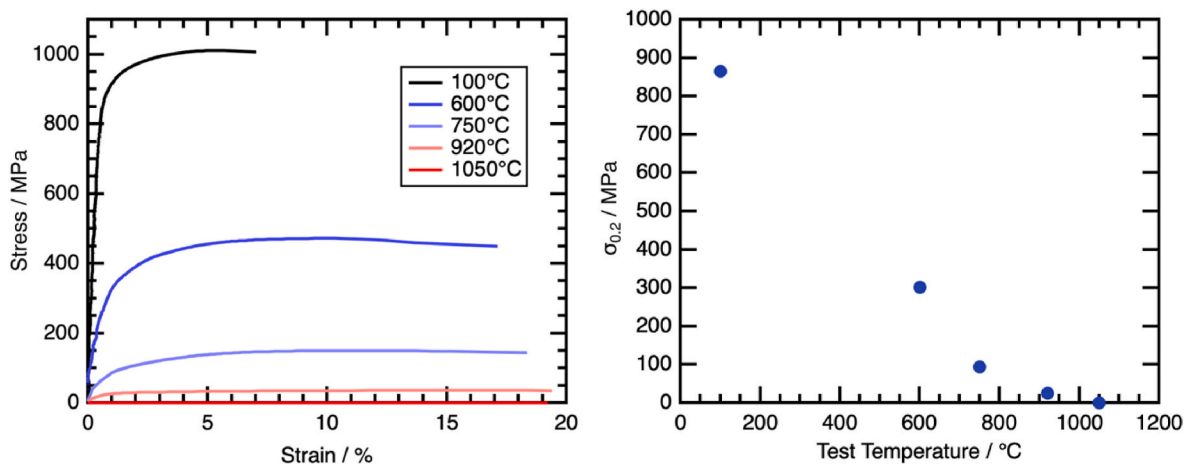 1000
800
600
400
200
0
Stress / MPa
100°C
600°C
750°C
920°C
1050°C
0 5 10 15 20
Strain / %
1000
900
800
700
600
500
400
300
200
100
0
σ0.2 / MPa
0 200 400 600 800 1000 1200
Test Temperature / °C